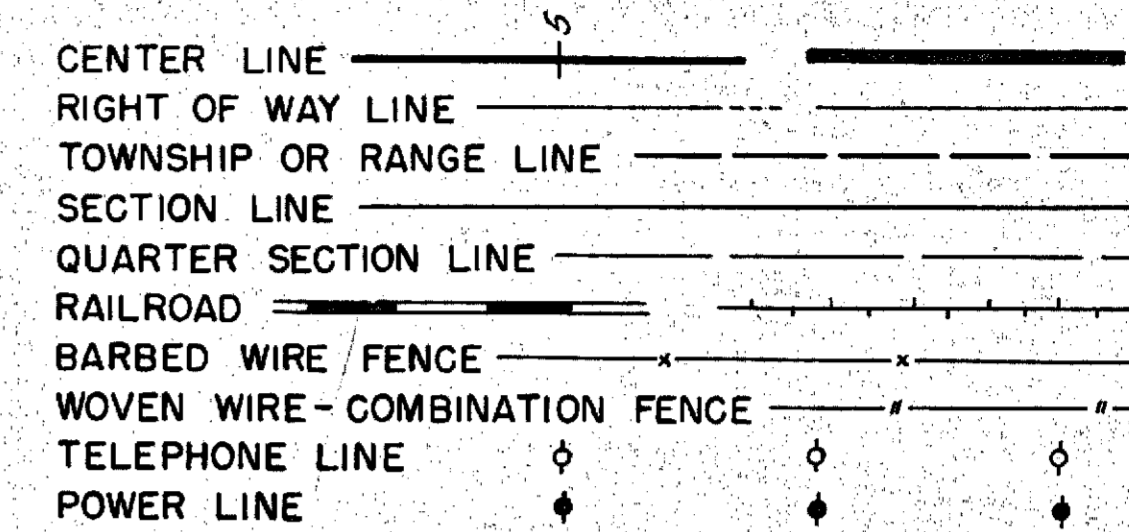 5
CENTER LINE
RIGHT OF WAY LINE
TOWNSHIP OR RANGE LINE
SECTION LINE
QUARTER SECTION LINE
RAILROAD
BARBED WIRE FENCE
WOVEN WIRE-COMBINATION FENCE
TELEPHONE LINE
POWER LINE